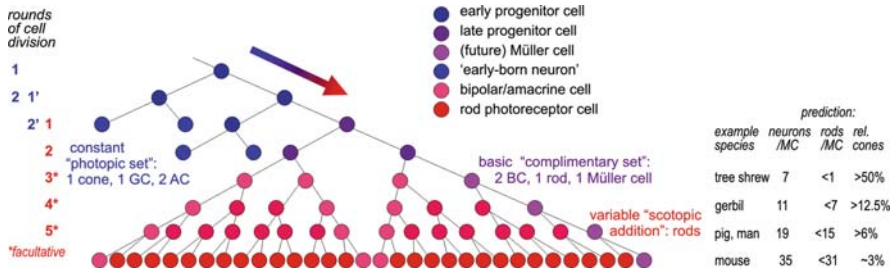 rounds
of cell
division
1
2 1'
2' 1
2
3*
4*
5*
*facultative
early progenitor cell
late progenitor cell
(future) Müller cell
'early-born neuron'
bipolar/amacrine cell
rod photoreceptor cell
constant
"photopic set":
1 cone, 1 GC, 2 AC
basic "complimentary set":
2 BC, 1 rod, 1 Müller cell
variable "scotopic
addition": rods
prediction:
example neurons rods rel.
species /MC /MC cones
tree shrew 7 <1 >50%
gerbil 11 <7 >12.5%
pig, man 19 <15 >6%
mouse 35 <31 ~3%